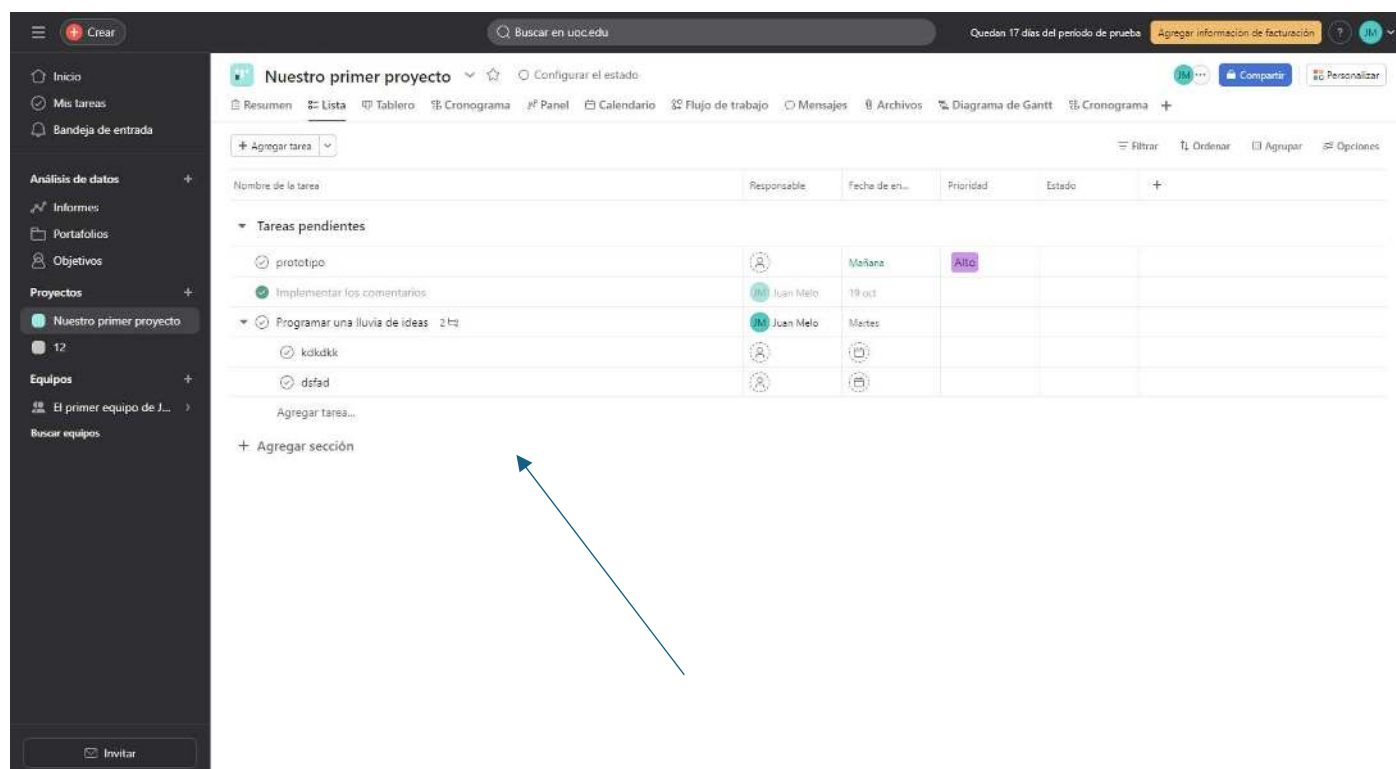 Crear
Buscar en uoc.edu
Quedan 17 días del período de prueba
Agregar información de facturación
?
JM
Inicio
Mis tareas
Bandeja de entrada
Análisis de datos +
Informes
Portafolios
Objetivos
Proyectos +
Nuestro primer proyecto
12
Equipos +
El primer equipo de J...
Buscar equipos
Invitar
Nuestro primer proyecto
Configurar el estado
JM
Compartir
Personalizar
Resumen Lista Tablero Cronograma Panel Calendario Flujo de trabajo Mensajes Archivos Diagrama de Gantt Cronograma +
+ Agregar tarea
Filtrar Ordenar Agrupar Opciones
Nombre de la tarea Responsable Fecha de en... Prioridad Estado +
Tareas pendientes
prototipo Mañana Alto
Implementar los comentarios JM Juan Melo 19 oct
Programar una lluvia de ideas 2 JM Juan Melo Martes
kdkdkk
dsfad
Agregar tarea...
+ Agregar sección